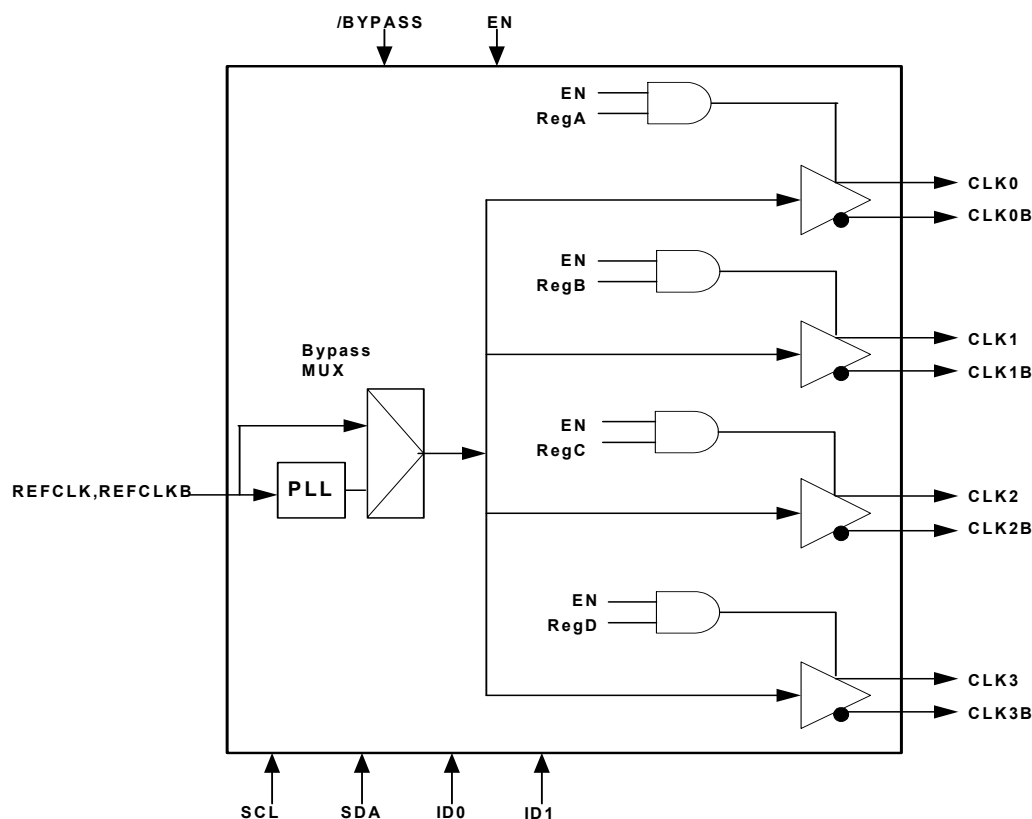 /BYPASS
EN
EN
RegA
CLK0
CLK0B
EN
RegB
CLK1
CLK1B
Bypass
MUX
EN
RegC
REFCLK,REFCLKB
PLL
CLK2
CLK2B
EN
RegD
CLK3
CLK3B
SCL
SDA
ID0
ID1